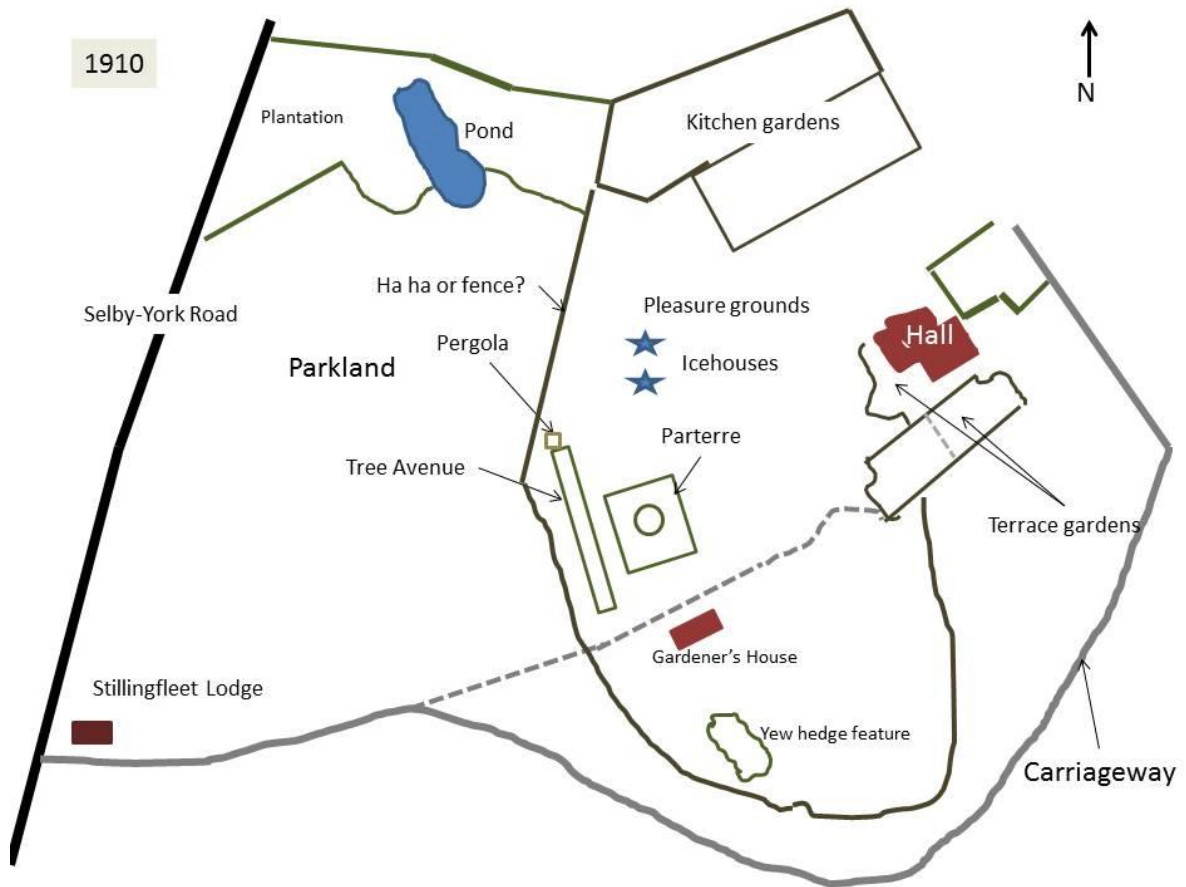 1910
N
Plantation
Pond
Kitchen gardens
Ha ha or fence?
Selby-York Road
Pleasure grounds
Hall
Pergola
Parkland
Icehouses
Parterre
Tree Avenue
Terrace gardens
Gardener's House
Stillingfleet Lodge
Yew hedge feature
Carriageway